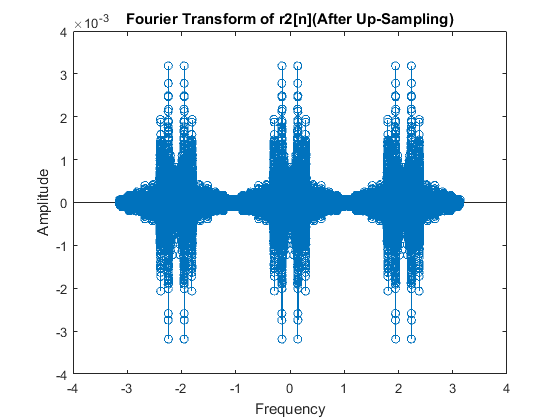 Fourier Transform of r2[n](After Up-Sampling)
×10⁻³
4
3
2
1
0
-1
-2
-3
-4
Amplitude
-4 -3 -2 -1 0 1 2 3 4
Frequency